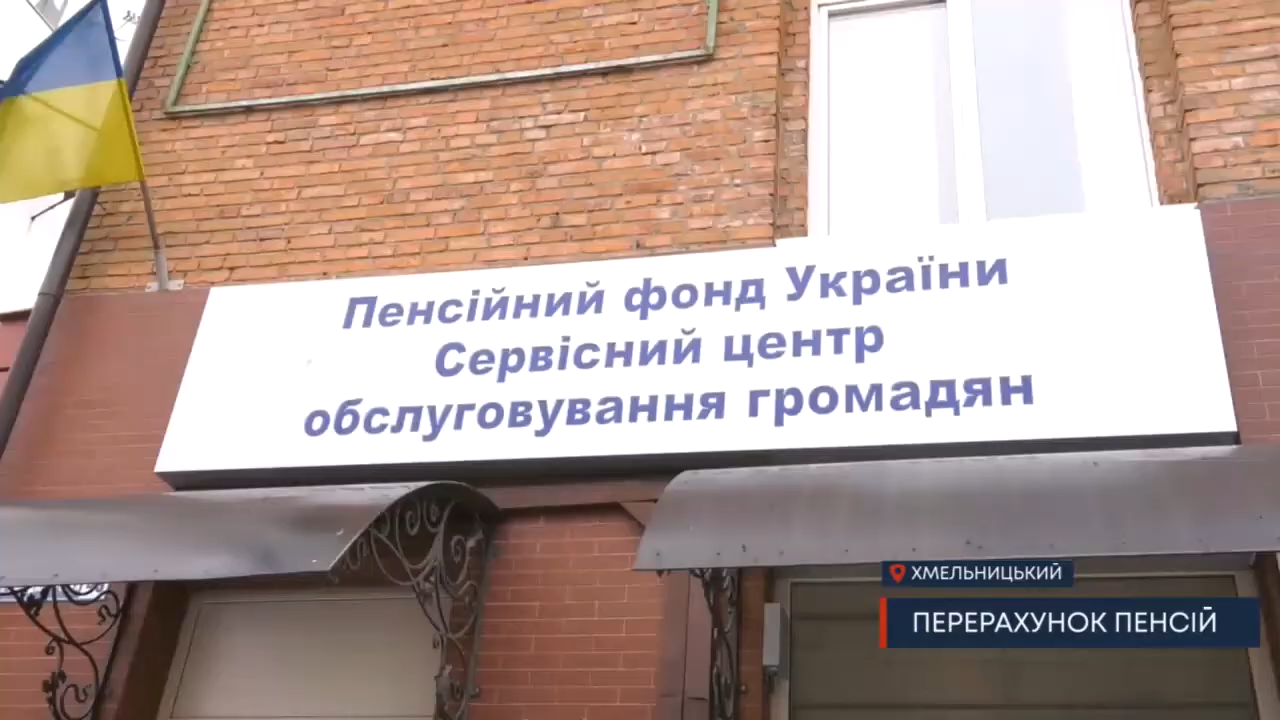 Пенсійний фонд України
Сервісний центр
обслуговування громадян
ХМЕЛЬНИЦЬКИЙ
ПЕРЕРАХУНОК ПЕНСІЙ